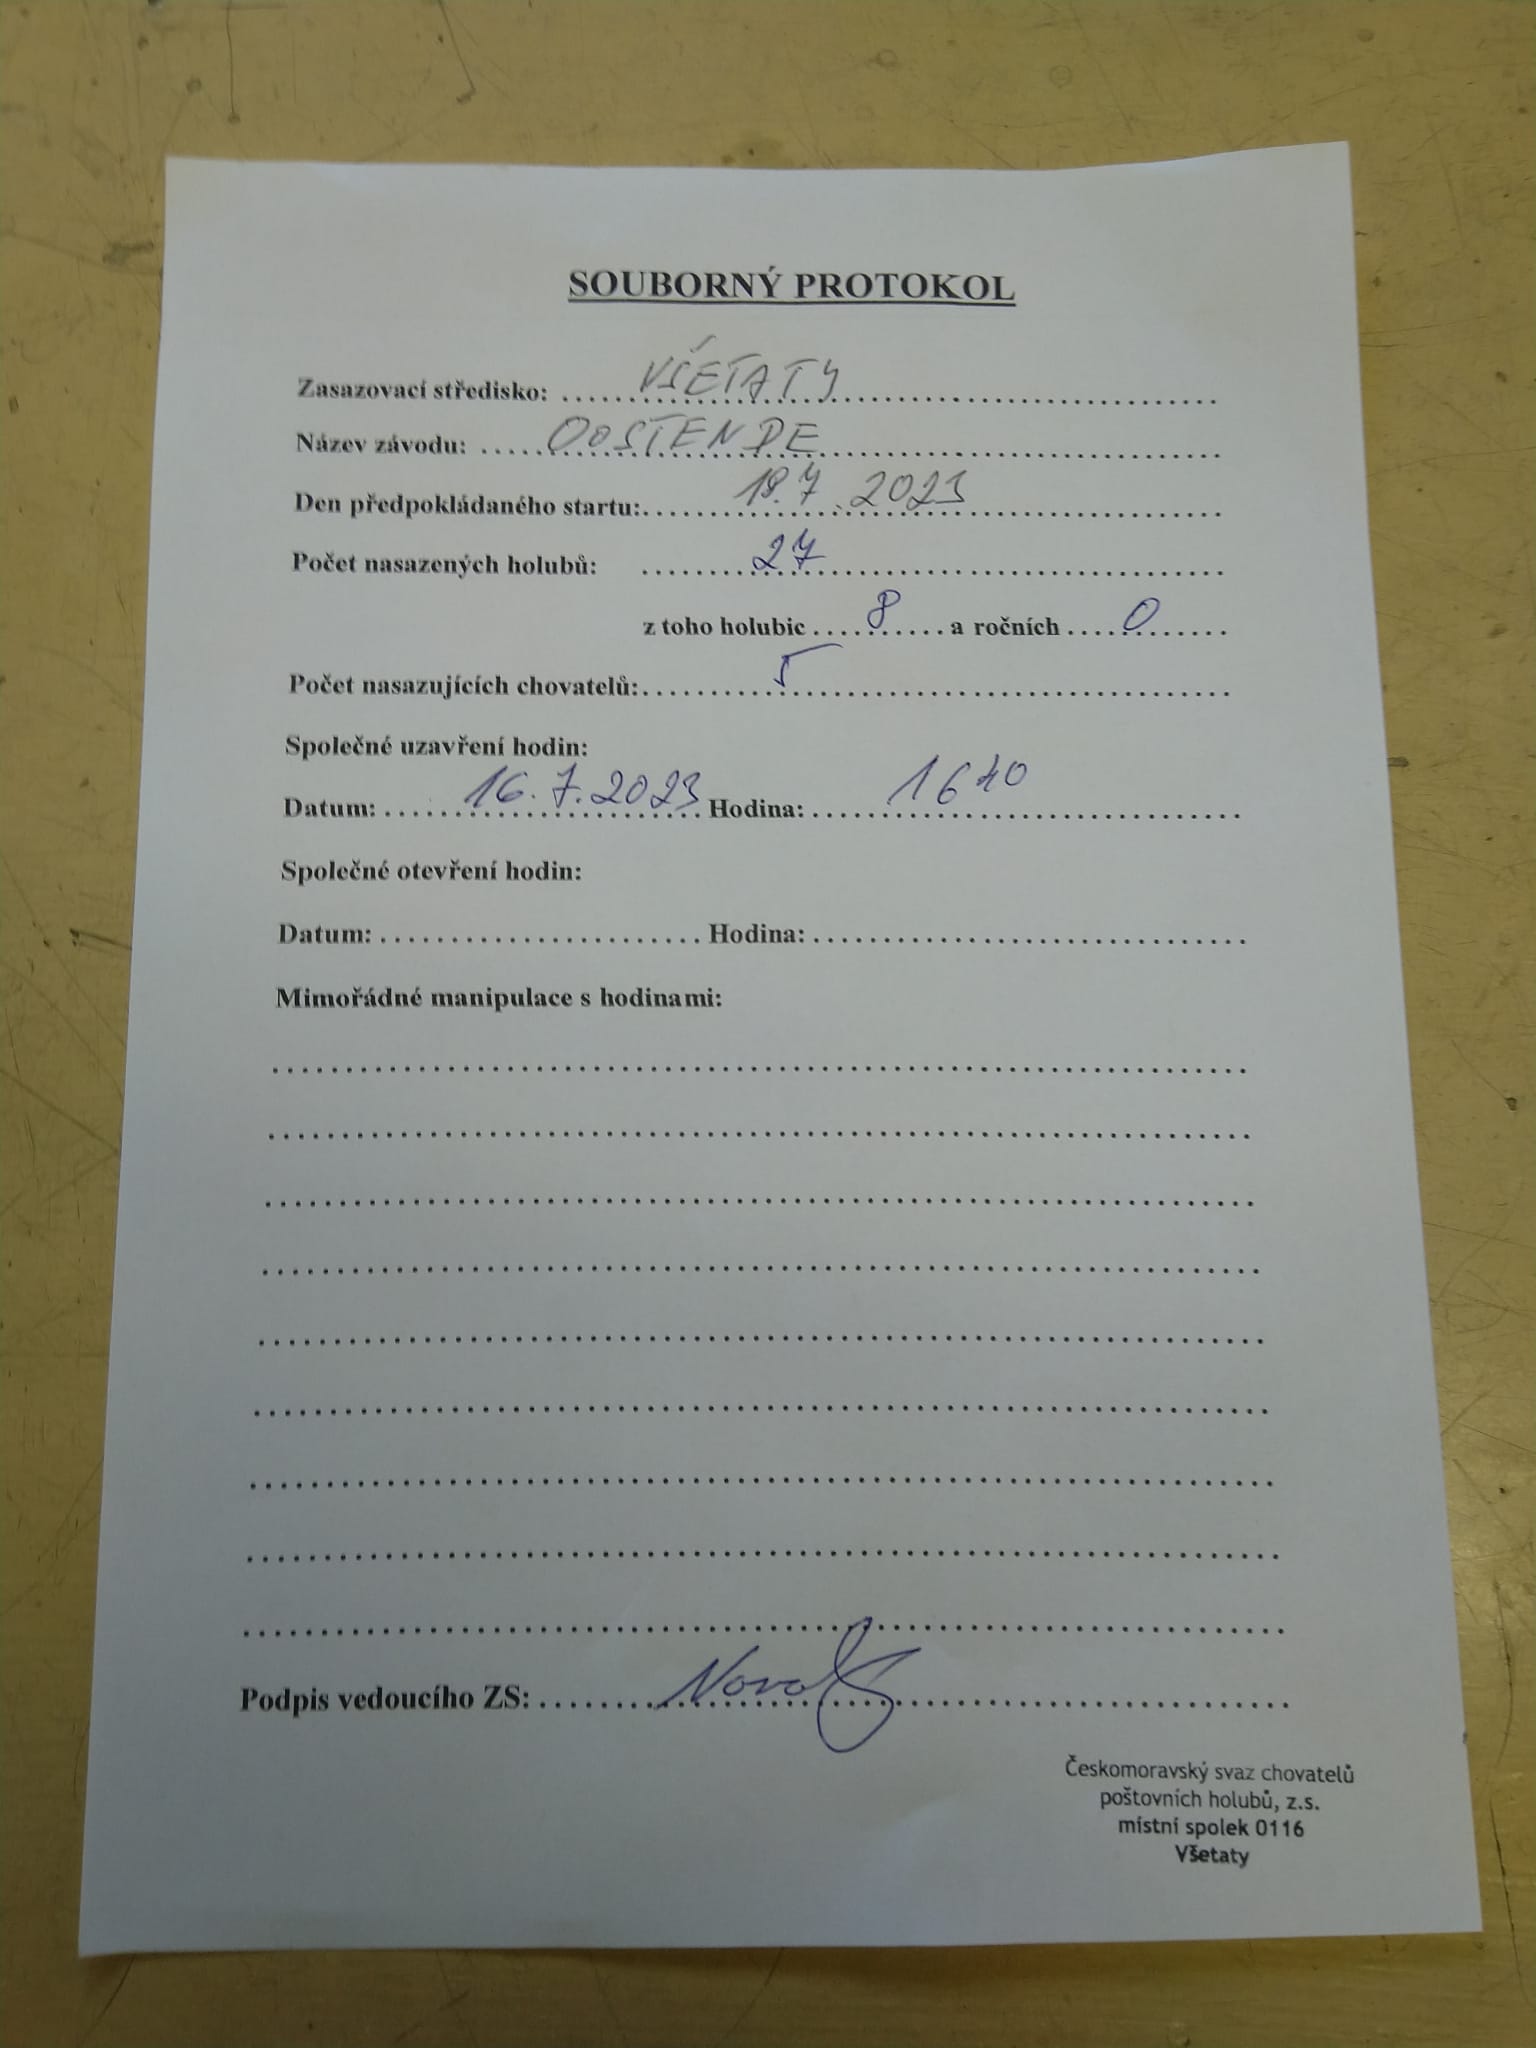 SOUBORNÝ PROTOKOL
Zasazovací středisko: VŠETATY
Název závodu: OOSTENDE
Den předpokládaného startu: 18.7.2023
Počet nasazených holubů: 27
z toho holubic 8 a ročních 0
Počet nasazujících chovatelů: 5
Společné uzavření hodin:
Datum: 16.7.2023 Hodina: 16 40
Společné otevření hodin:
Datum: Hodina:
Mimořádné manipulace s hodinami:
Podpis vedoucího ZS:
Českomoravský svaz chovatelů
poštovních holubů, z.s.
místní spolek 0116
Všetaty